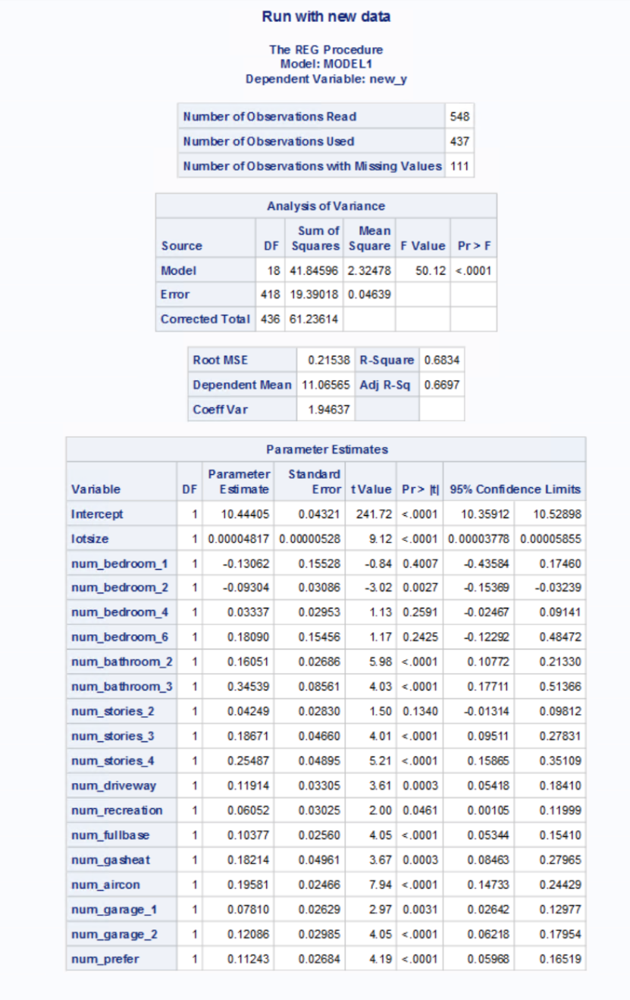 Run with new data
The REG Procedure
Model: MODEL1
Dependent Variable: new_y
Number of Observations Read 548
Number of Observations Used 437
Number of Observations with Missing Values 111
Analysis of Variance
Source DF Sum of Squares Mean Square F Value Pr > F
Model 18 41.84596 2.32478 50.12 <.0001
Error 418 19.39018 0.04639
Corrected Total 436 61.23614
Root MSE 0.21538 R-Square 0.6834
Dependent Mean 11.06565 Adj R-Sq 0.6697
Coeff Var 1.94637
Parameter Estimates
Variable DF Parameter Estimate Standard Error t Value Pr > |t| 95% Confidence Limits
Intercept 1 10.44405 0.04321 241.72 <.0001 10.35912 10.52898
lotsize 1 0.00004817 0.00000528 9.12 <.0001 0.00003778 0.00005855
num_bedroom_1 1 -0.13062 0.15528 -0.84 0.4007 -0.43584 0.17460
num_bedroom_2 1 -0.09304 0.03086 -3.02 0.0027 -0.15369 -0.03239
num_bedroom_4 1 0.03337 0.02953 1.13 0.2591 -0.02467 0.09141
num_bedroom_6 1 0.18090 0.15456 1.17 0.2425 -0.12292 0.48472
num_bathroom_2 1 0.16051 0.02686 5.98 <.0001 0.10772 0.21330
num_bathroom_3 1 0.34539 0.08561 4.03 <.0001 0.17711 0.51366
num_stories_2 1 0.04249 0.02830 1.50 0.1340 -0.01314 0.09812
num_stories_3 1 0.18671 0.04660 4.01 <.0001 0.09511 0.27831
num_stories_4 1 0.25487 0.04895 5.21 <.0001 0.15865 0.35109
num_driveway 1 0.11914 0.03305 3.61 0.0003 0.05418 0.18410
num_recreation 1 0.06052 0.03025 2.00 0.0461 0.00105 0.11999
num_fullbase 1 0.10377 0.02560 4.05 <.0001 0.05344 0.15410
num_gasheat 1 0.18214 0.04961 3.67 0.0003 0.08463 0.27965
num_aircon 1 0.19581 0.02466 7.94 <.0001 0.14733 0.24429
num_garage_1 1 0.07810 0.02629 2.97 0.0031 0.02642 0.12977
num_garage_2 1 0.12086 0.02985 4.05 <.0001 0.06218 0.17954
num_prefer 1 0.11243 0.02684 4.19 <.0001 0.05968 0.16519